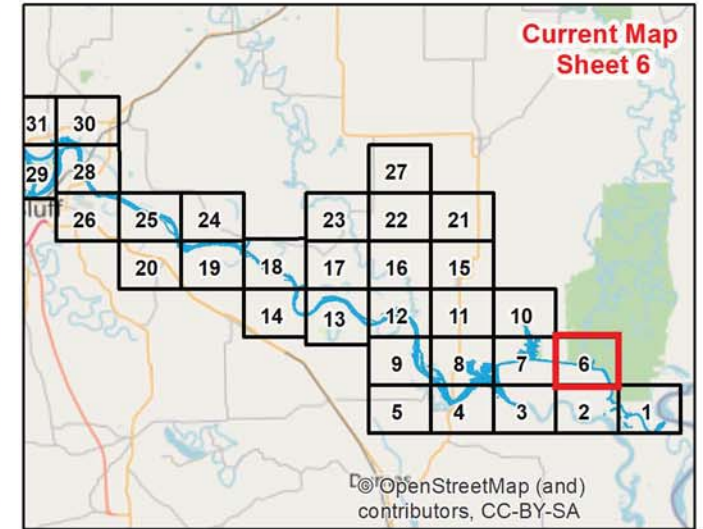 Current Map
Sheet 6
31 30
27
29 28
luff
26 25 24 23 22 21
20 19 18 17 16 15
14 13 12 11 10
9 8 7 6
5 4 3 2 1
©OpenStreetMap (and)
contributors, CC-BY-SA